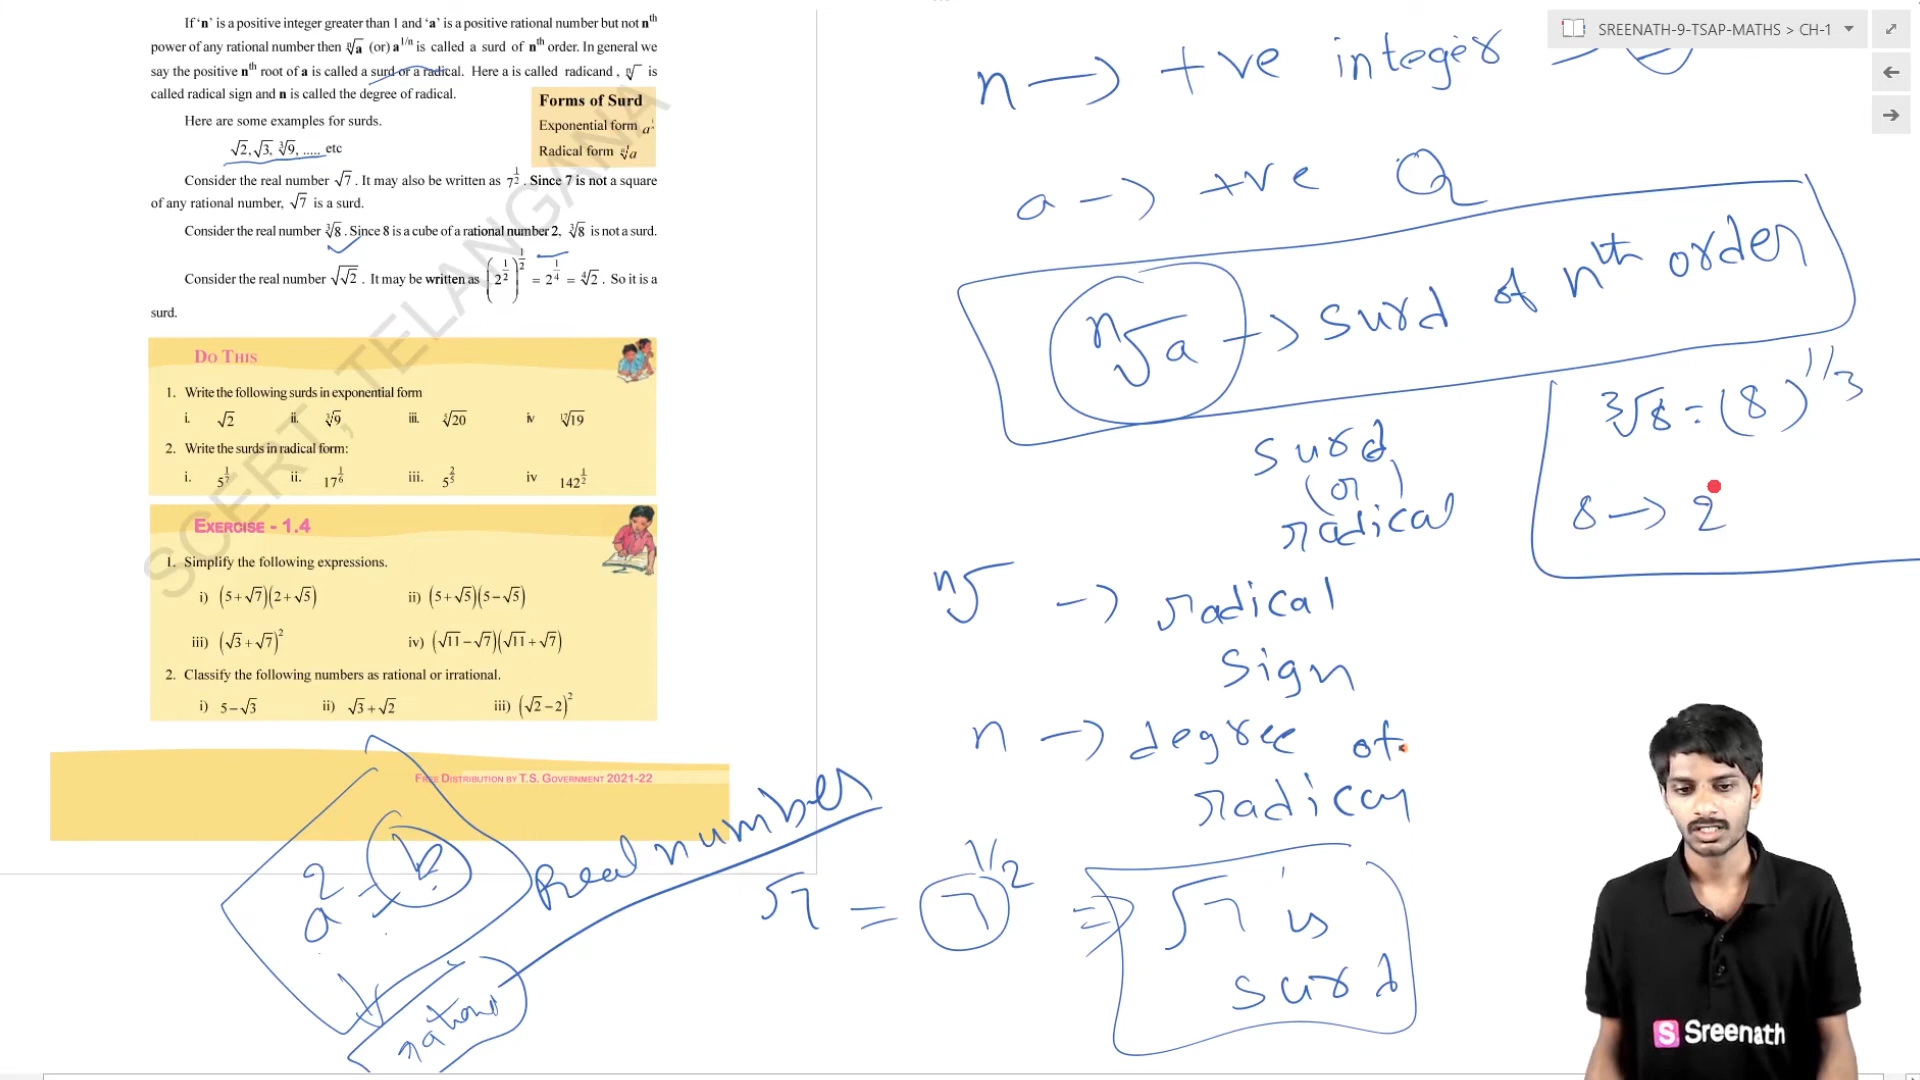 If ‘n’ is a positive integer greater than 1 and ‘a’ is a positive rational number but not nth
power of any rational number then ⁿ√a (or) a^1/n is called a surd of nth order. In general we
say the positive nth root of a is called a surd or a radical. Here a is called radicand , ⁿ√ is
called radical sign and n is called the degree of radical.
Here are some examples for surds.
√2, √3, ∛9, ..... etc
Forms of Surd
Exponential form a
Radical form ⁿ√a
Consider the real number √7 . It may also be written as 7^1/2 . Since 7 is not a square
of any rational number, √7 is a surd.
Consider the real number ∛8 . Since 8 is a cube of a rational number 2, ∛8 is not a surd.
Consider the real number √√2 . It may be written as (2^1/2)^1/2 = 2^1/4 = ∜2 . So it is a
surd.
DO THIS
1. Write the following surds in exponential form
i. √2 ii. ∛9 iii. ⁵√20 iv ¹⁷√19
2. Write the surds in radical form:
i. 5^1/7 ii. 17^1/6 iii. 5^2/5 iv 142^1/2
EXERCISE - 1.4
1. Simplify the following expressions.
i) (5+√7)(2+√5) ii) (5+√5)(5−√5)
iii) (√3+√7)² iv) (√11−√7)(√11+√7)
2. Classify the following numbers as rational or irrational.
i) 5−√3 ii) √3+√2 iii) (√2−2)²
FREE DISTRIBUTION BY T.S. GOVERNMENT 2021-22
SCERT, TELANGANA
SREENATH-9-TSAP-MATHS > CH-1
n → +ve integer
a → +ve Q
ⁿ√a → surd of nth order
surd
(or)
radical
∛8 = (8)^1/3
8 → 2
ⁿ√ → radical
sign
n → degree of
radical
a² = b
Real number
√7 = 7^1/2 ⇒ √7 is
surd
S Sreenath